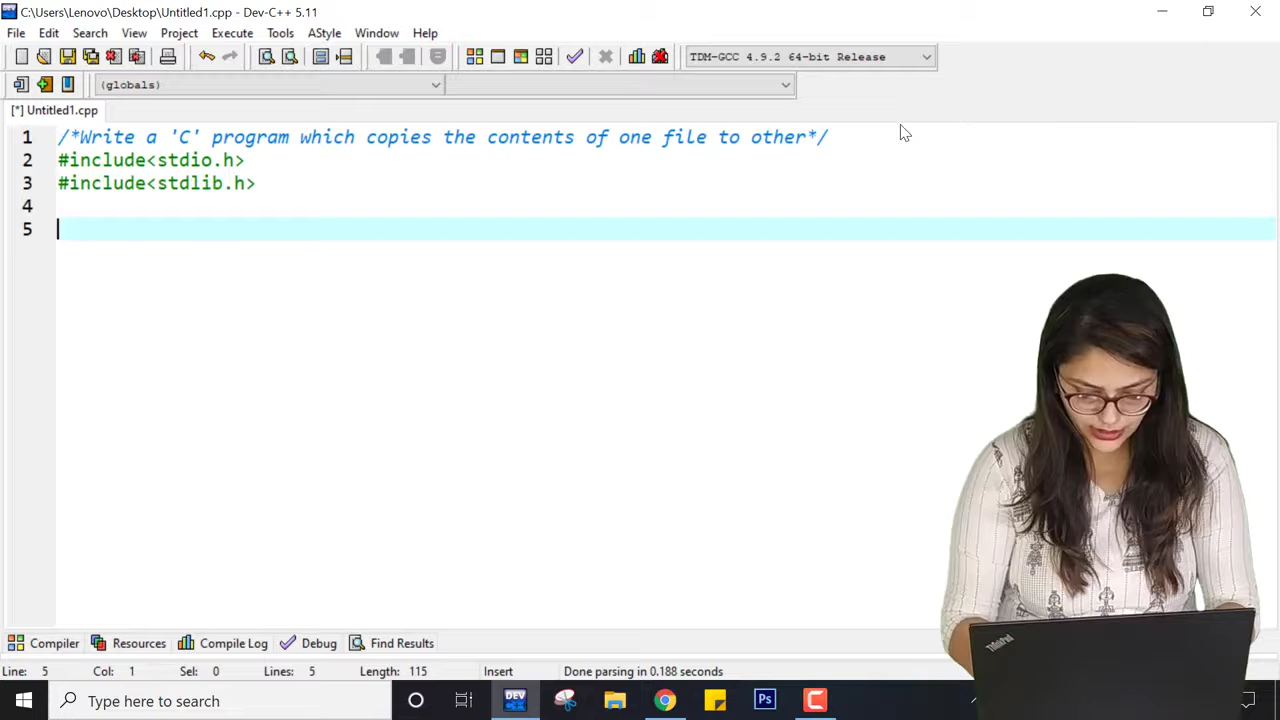 C:\Users\Lenovo\Desktop\Untitled1.cpp - Dev-C++ 5.11
File Edit Search View Project Execute Tools AStyle Window Help
TDM-GCC 4.9.2 64-bit Release
(globals)
[*] Untitled1.cpp
1 /*Write a 'C' program which copies the contents of one file to other*/
2 #include<stdio.h>
3 #include<stdlib.h>
4
5
Compiler Resources Compile Log Debug Find Results
Line: 5 Col: 1 Sel: 0 Lines: 5 Length: 115 Insert Done parsing in 0.188 seconds
Type here to search
DEV
Ps
ThinkPad